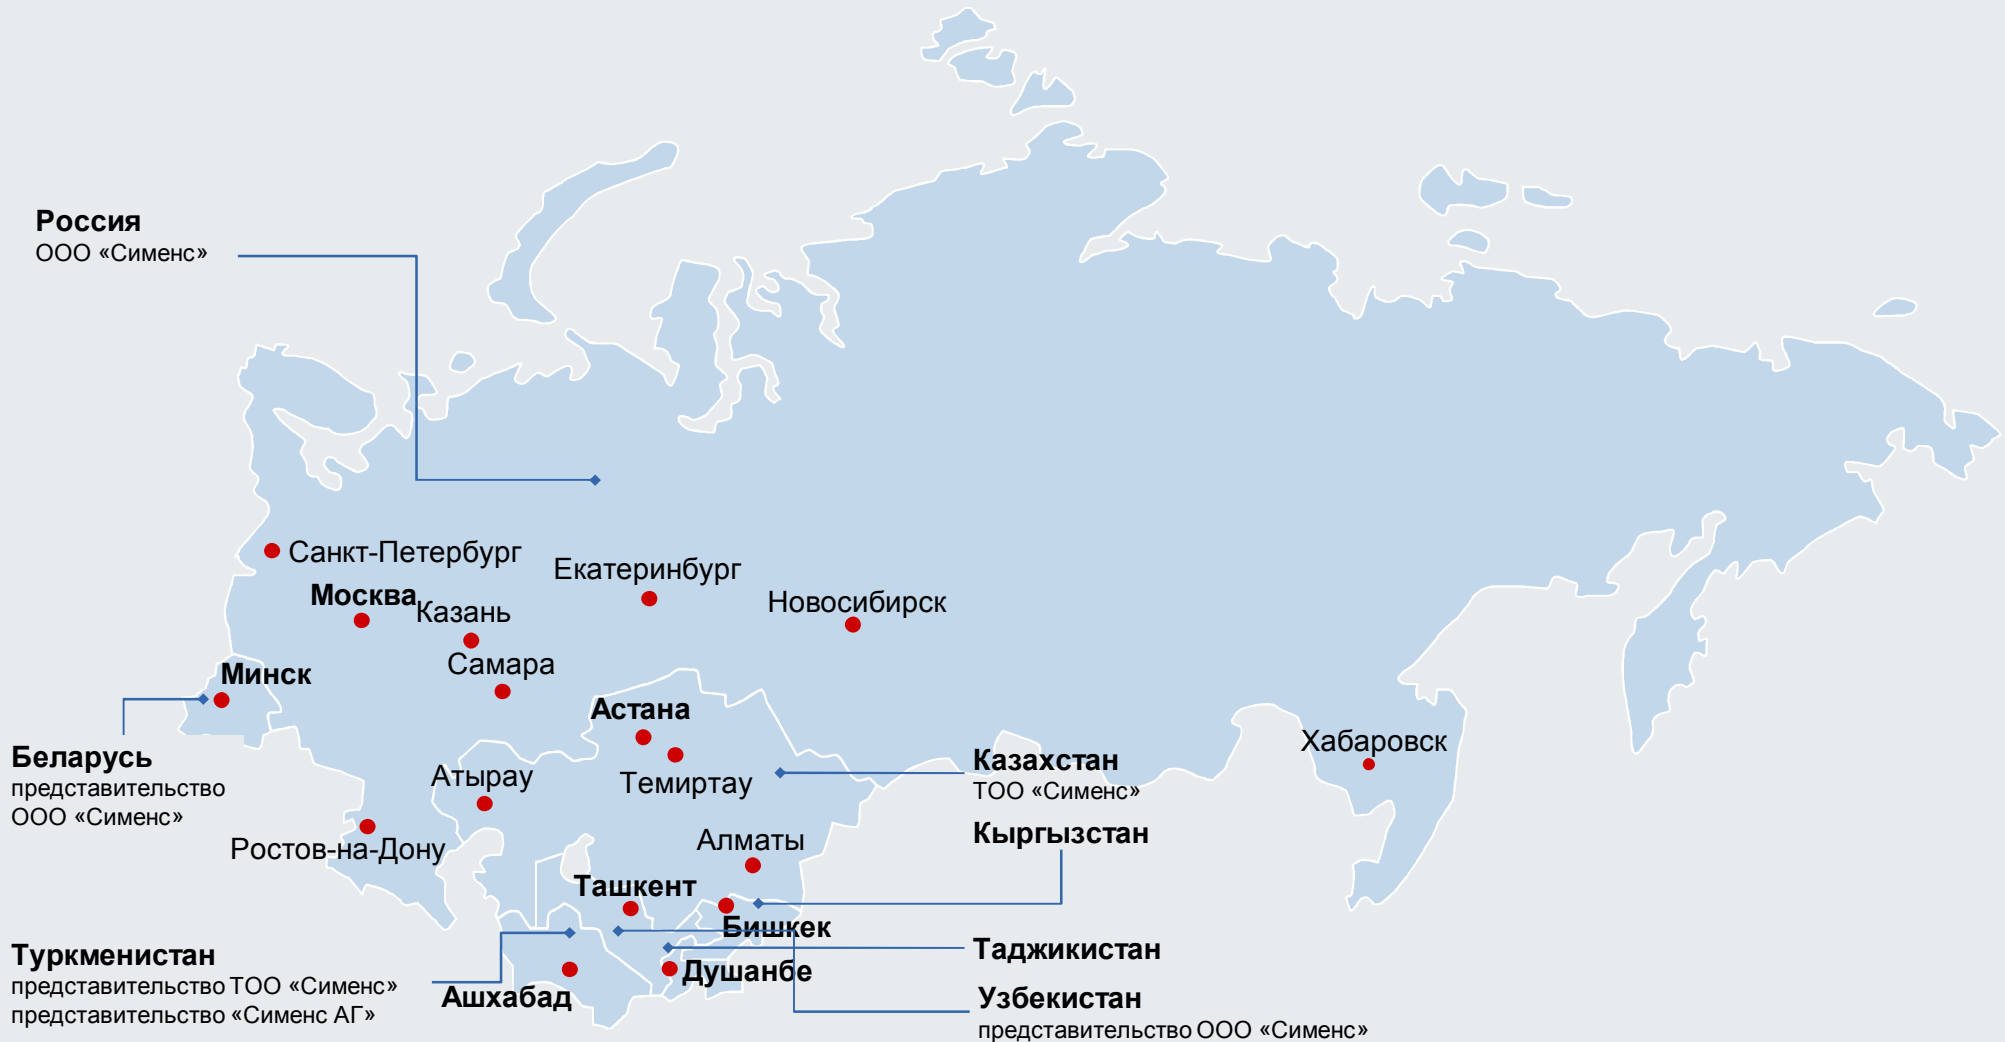 Россия
ООО «Сименс»
Санкт-Петербург
Екатеринбург
Москва
Казань
Новосибирск
Самара
Минск
Астана
Хабаровск
Беларусь
представительство
ООО «Сименс»
Атырау
Темиртау
Казахстан
ТОО «Сименс»
Кыргызстан
Ростов-на-Дону
Алматы
Ташкент
Бишкек
Туркменистан
представительство ТОО «Сименс»
представительство «Сименс АГ»
Ашхабад
Душанбе
Таджикистан
Узбекистан
представительство ООО «Сименс»